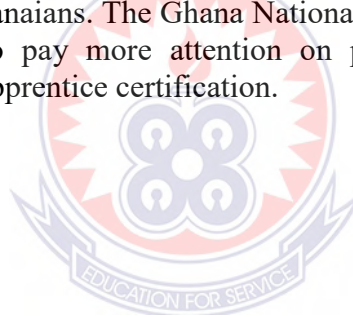 anaians. The Ghana Nationa
pay more attention on
pprentice certification.
EDUCATION FOR SERVICE